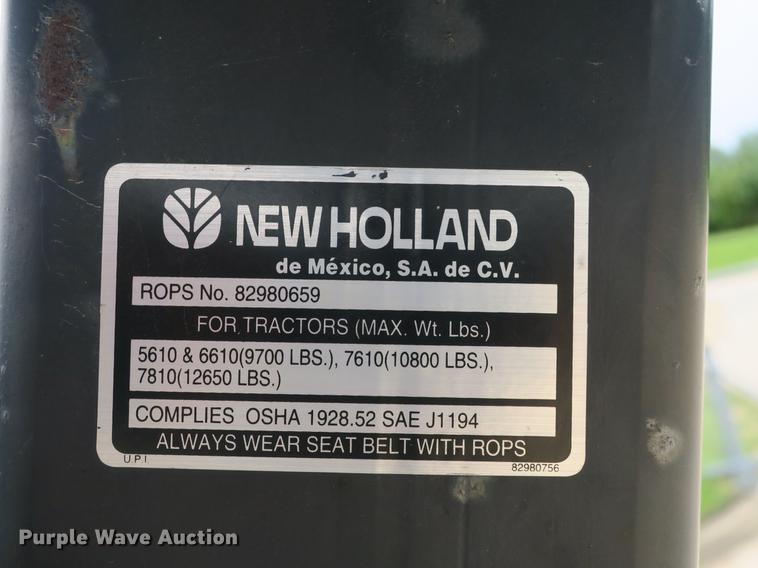 NEW HOLLAND
de México, S.A. de C.V.
ROPS No. 82980659
FOR TRACTORS (MAX. Wt. Lbs.)
5610 & 6610(9700 LBS.), 7610(10800 LBS.),
7810(12650 LBS.)
COMPLIES OSHA 1928.52 SAE J1194
ALWAYS WEAR SEAT BELT WITH ROPS
U.P.I 82980756
Purple Wave Auction